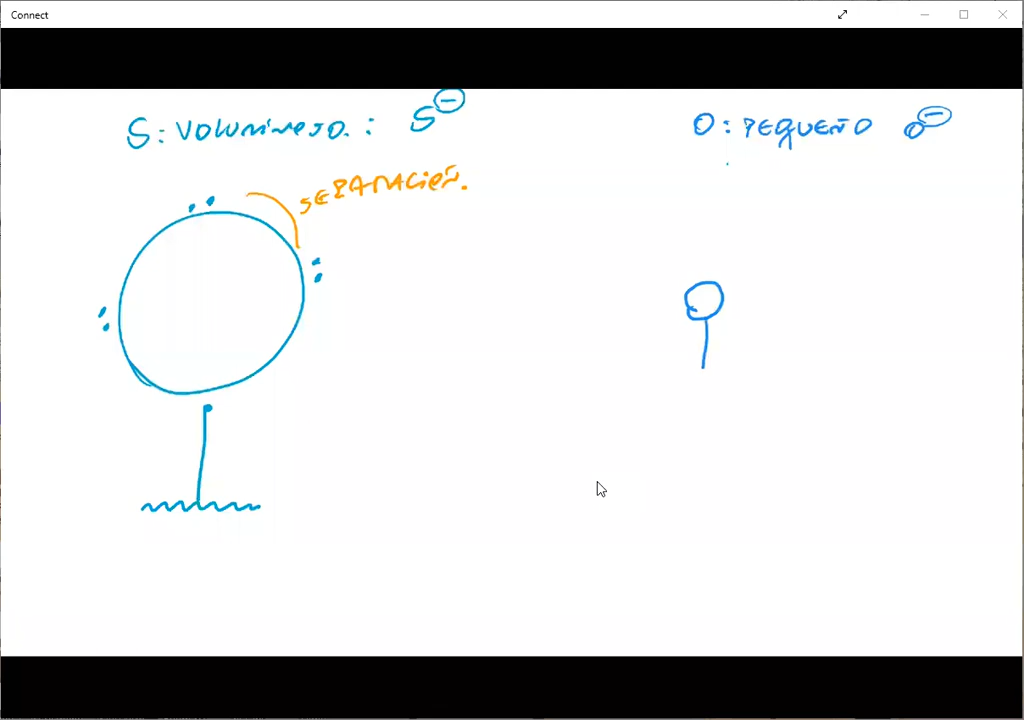 Connect
S: VOLUMINOSO. : S⊖
O : PEQUEÑO O⊖
SEPARACIÓN.